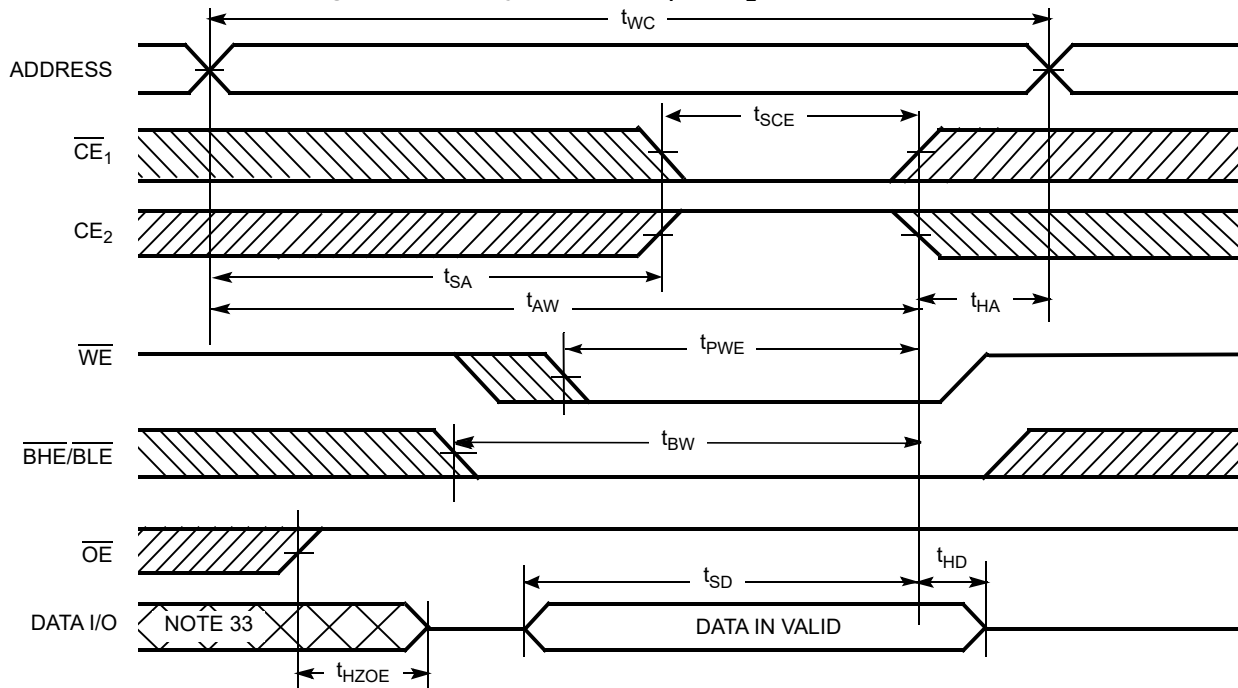 tWC
ADDRESS
tSCE
CE1
CE2
tSA
tAW
tHA
WE
tPWE
BHE/BLE
tBW
OE
tHD
tSD
DATA I/O
NOTE 33
DATA IN VALID
tHZOE